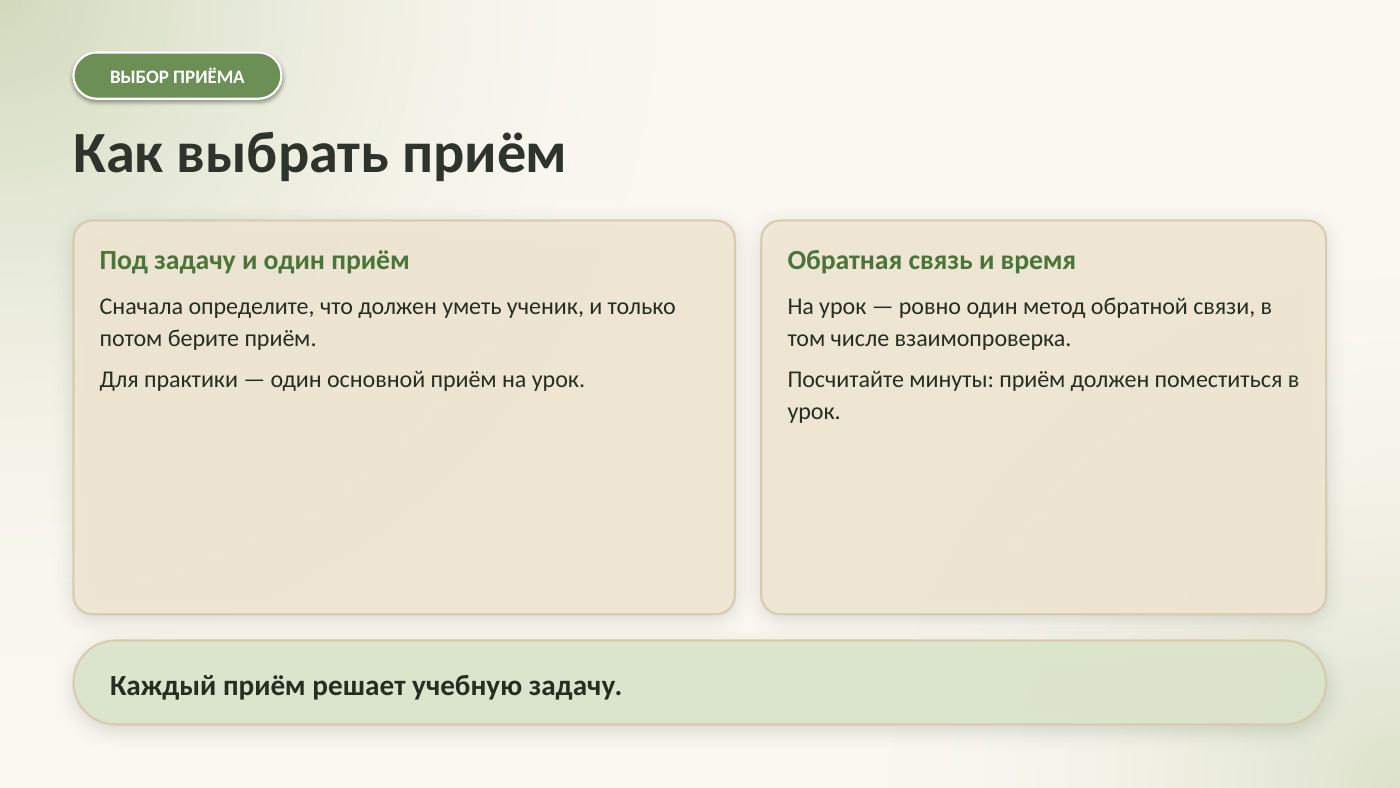 ВЫБОР ПРИЁМА
Как выбрать приём
Под задачу и один приём
Сначала определите, что должен уметь ученик, и только
потом берите приём.
Для практики — один основной приём на урок.
Обратная связь и время
На урок — ровно один метод обратной связи, в
том числе взаимопроверка.
Посчитайте минуты: приём должен поместиться в
урок.
Каждый приём решает учебную задачу.